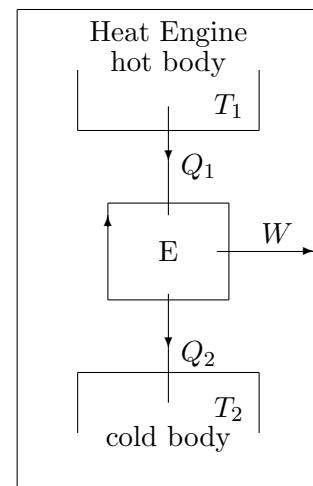 Heat Engine
hot body
T₁
Q₁
E
W
Q₂
T₂
cold body